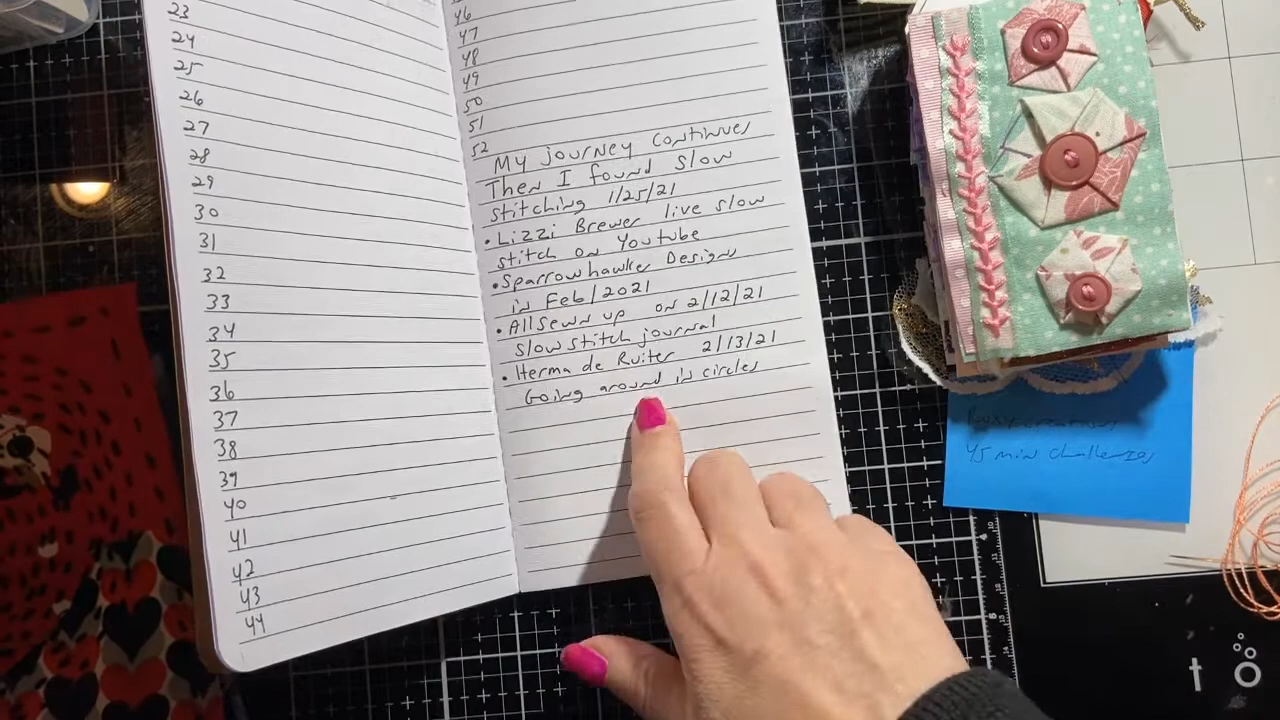 23
24
25
26
27
28
29
30
31
32
33
34
35
36
37
38
39
40
41
42
43
44
46
47
48
49
50
51
52
My journey continues
Then I found slow
stitching 1/25/21
• Lizzi Brewer live slow
stitch on Youtube
• Sparrowhawke Designs
in Feb/2021
• Allsewn up on 2/12/21
slow stitch journal
• Herma de Ruiter 2/13/21
Going around in circles
45 min challenges
to